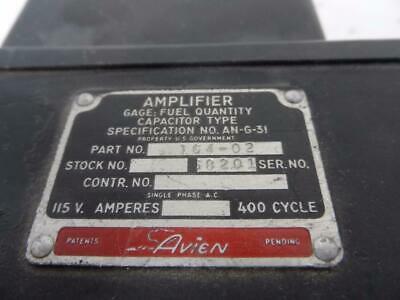 AMPLIFIER
GAGE: FUEL QUANTITY
CAPACITOR TYPE
SPECIFICATION NO. AN-G-31
PROPERTY U.S GOVERNMENT
PART NO. 164-02
STOCK NO. 58201 SER. NO.
CONTR. NO.
SINGLE PHASE A.C.
115 V. AMPERES 400 CYCLE
PATENTS Avien PENDING